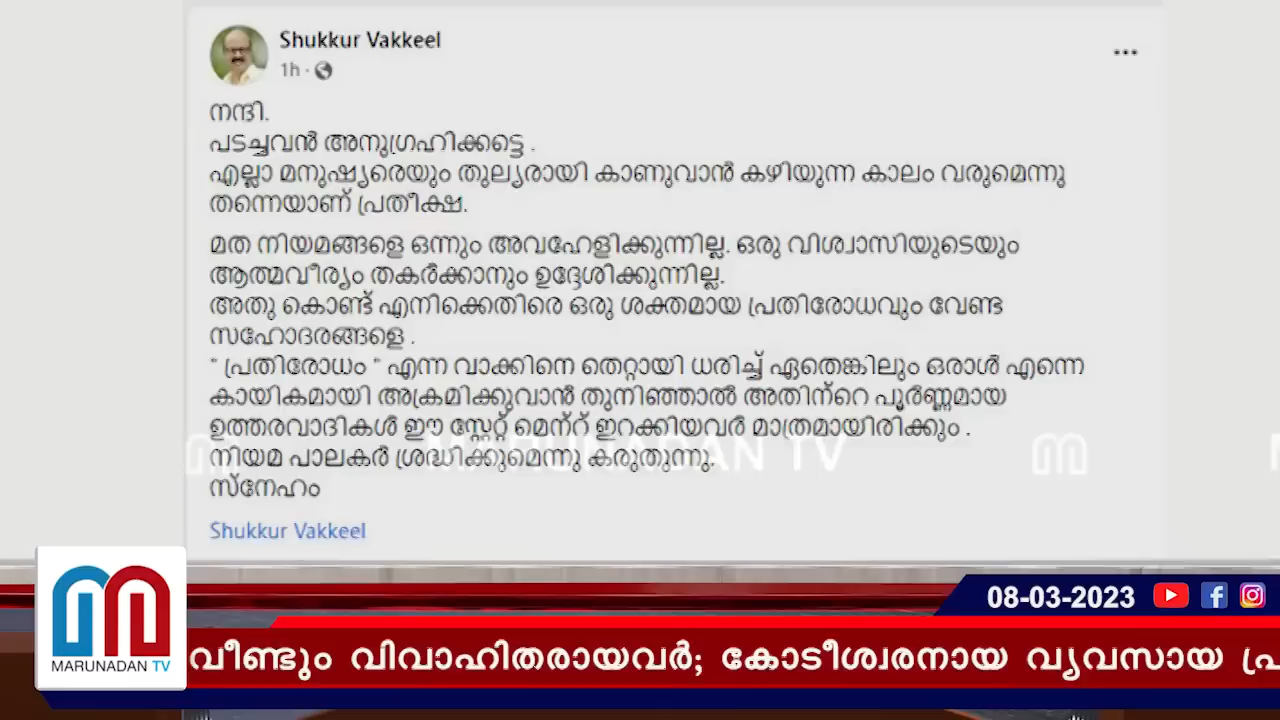 Shukkur Vakkeel
1h ·
നന്ദി.
പടച്ചവൻ അനുഗ്രഹിക്കട്ടെ .
എല്ലാ മനുഷ്യരെയും തുല്യരായി കാണുവാൻ കഴിയുന്ന കാലം വരുമെന്നു
തന്നെയാണ് പ്രതീക്ഷ.
മത നിയമങ്ങളെ ഒന്നും അവഹേളിക്കുന്നില്ല. ഒരു വിശ്വാസിയുടെയും
ആത്മവീര്യം തകർക്കാനും ഉദ്ദേശിക്കുന്നില്ല.
അതു കൊണ്ട് എനിക്കെതിരെ ഒരു ശക്തമായ പ്രതിരോധവും വേണ്ട
സഹോദരങ്ങളെ .
" പ്രതിരോധം " എന്ന വാക്കിനെ തെറ്റായി ധരിച്ച് ഏതെങ്കിലും ഒരാൾ എന്നെ
കായികമായി അക്രമിക്കുവാൻ തുനിഞ്ഞാൽ അതിന്റെ പൂർണ്ണമായ
ഉത്തരവാദികൾ ഈ സ്റ്റേറ്റ് മെന്റ് ഇറക്കിയവർ മാത്രമായിരിക്കും .
നിയമ പാലകർ ശ്രദ്ധിക്കുമെന്നു കരുതുന്നു.
സ്നേഹം
Shukkur Vakkeel
MARUNADAN TV
08-03-2023
MARUNADAN TV
വീണ്ടും വിവാഹിതരായവർ; കോടീശ്വരനായ വ്യവസായ പ്ര